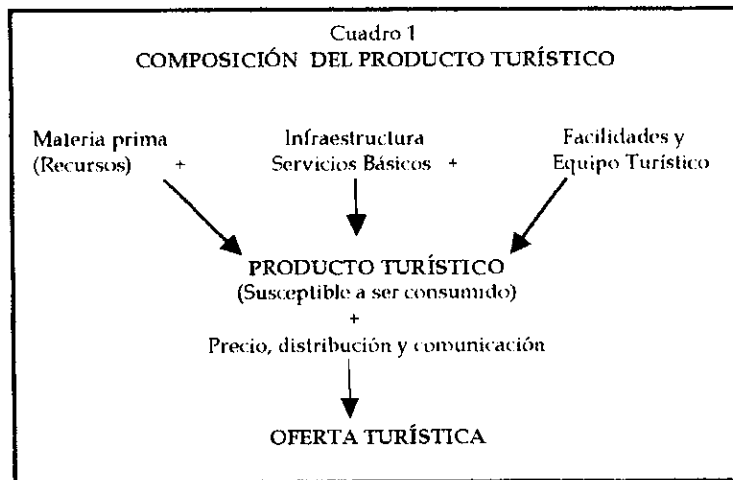 Cuadro 1
COMPOSICIÓN DEL PRODUCTO TURÍSTICO
Materia prima
(Recursos) +
Infraestructura
Servicios Básicos +
Facilidades y
Equipo Turístico
PRODUCTO TURÍSTICO
(Susceptible a ser consumido)
+
Precio, distribución y comunicación
OFERTA TURÍSTICA